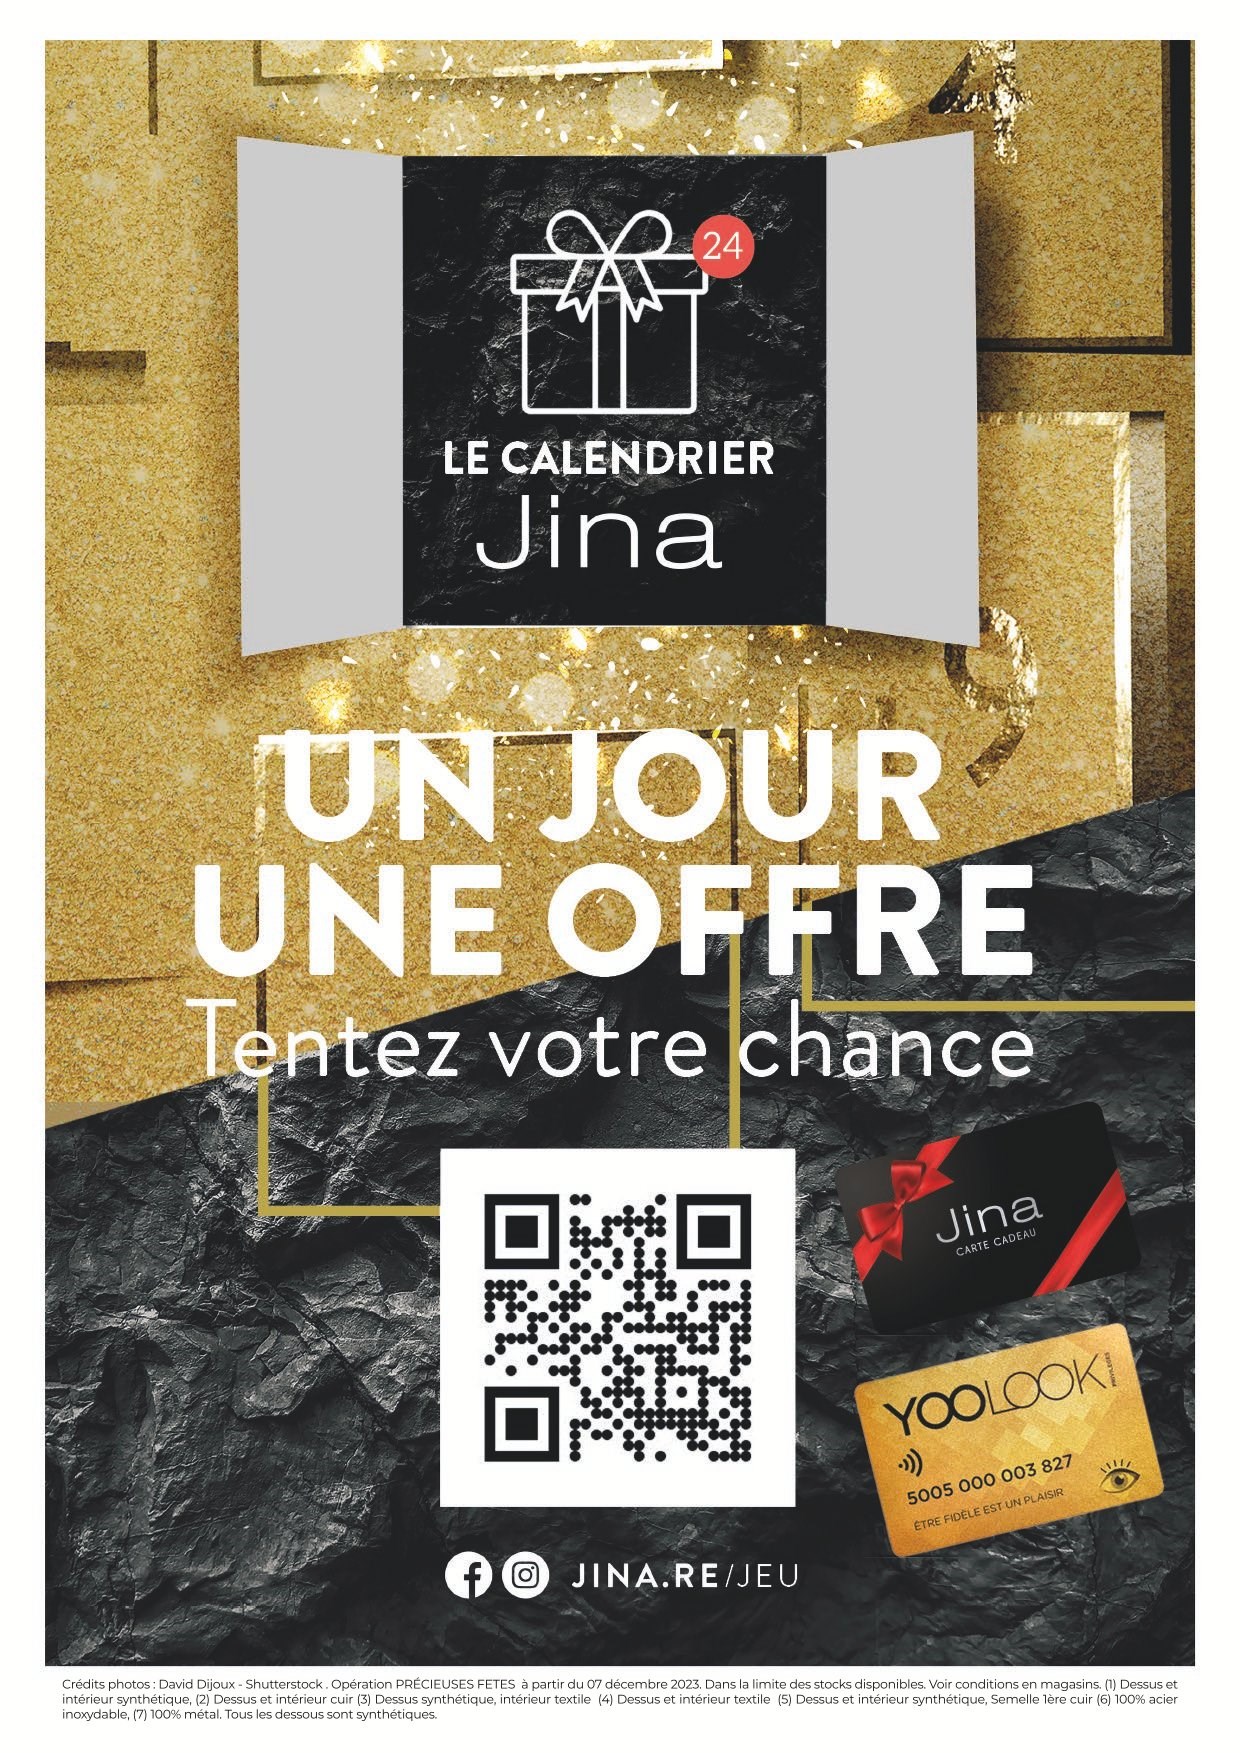 4
24
LE CALENDRIER
Jina
9
UN JOUR
UNE OFFRE
Tentez votre chance
Jina
CARTE CADEAU
YOOLOOK
PRIVILÈGES
5005 000 003 827
ÊTRE FIDÈLE EST UN PLAISIR
JINA.RE/JEU
Crédits photos : David Dijoux - Shutterstock . Opération PRÉCIEUSES FETES à partir du 07 décembre 2023. Dans la limite des stocks disponibles. Voir conditions en magasins. (1) Dessus et
intérieur synthétique, (2) Dessus et intérieur cuir (3) Dessus synthétique, intérieur textile (4) Dessus et intérieur textile (5) Dessus et intérieur synthétique, Semelle 1ère cuir (6) 100% acier
inoxydable, (7) 100% métal. Tous les dessous sont synthétiques.